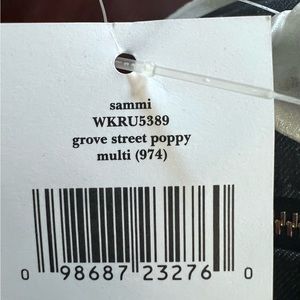 sammi
WKRU5389
grove street poppy
multi (974)
0 98687 23276 0